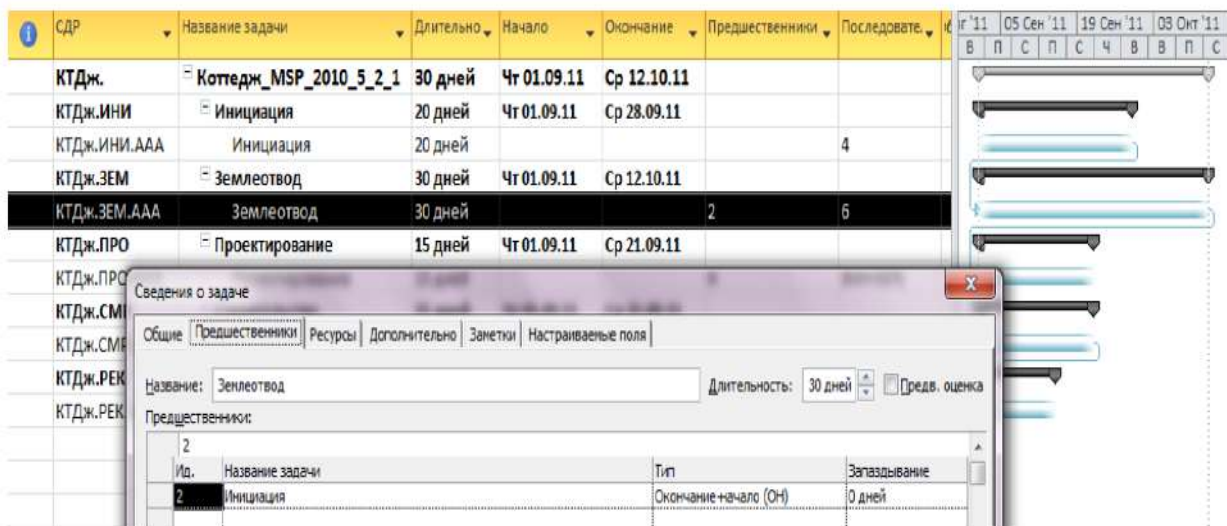 СДР Название задачи Длительно Начало Окончание Предшественники Последовате. г '11 05 Сен '11 19 Сен '11 03 Окт '11
В П С П С Ч В В П С
КТДж. Коттедж_MSP_2010_5_2_1 30 дней Чт 01.09.11 Ср 12.10.11
КТДж.ИНИ Инициация 20 дней Чт 01.09.11 Ср 28.09.11
КТДж.ИНИ.ААА Инициация 20 дней 4
КТДж.ЗЕМ Землеотвод 30 дней Чт 01.09.11 Ср 12.10.11
КТДж.ЗЕМ.ААА Землеотвод 30 дней 2 6
КТДж.ПРО Проектирование 15 дней Чт 01.09.11 Ср 21.09.11
КТДж.ПРО
Сведения о задаче
КТДж.СМР
Общие Предшественники Ресурсы Дополнительно Заметки Настраиваемые поля
КТДж.СМР
КТДж.РЕК Название: Землеотвод Длительность: 30 дней Предв. оценка
КТДж.РЕК Предшественники:
2
Ид. Название задачи Тип Запаздывание
2 Инициация Окончание-начало (ОН) 0 дней